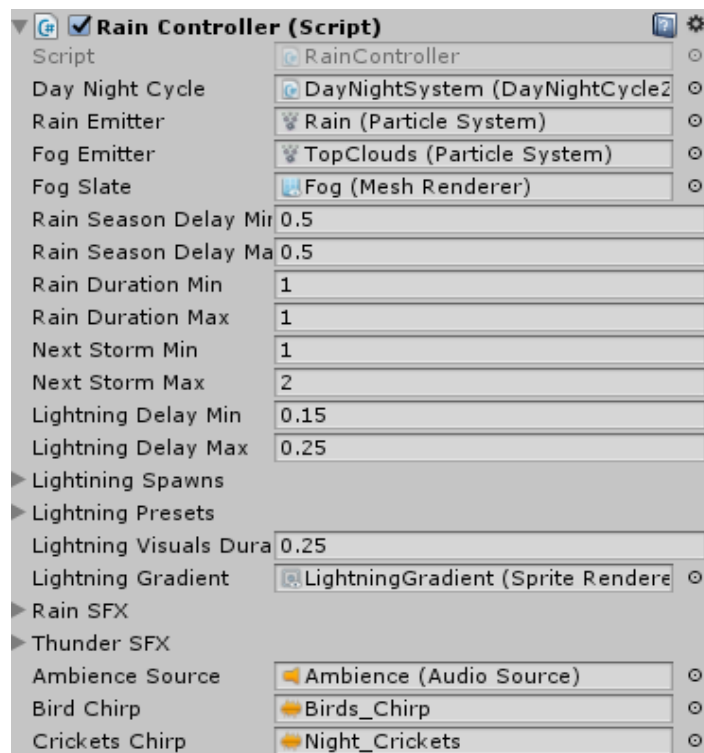 Rain Controller (Script)
Script RainController
Day Night Cycle DayNightSystem (DayNightCycle2
Rain Emitter Rain (Particle System)
Fog Emitter TopClouds (Particle System)
Fog Slate Fog (Mesh Renderer)
Rain Season Delay Mir 0.5
Rain Season Delay Ma 0.5
Rain Duration Min 1
Rain Duration Max 1
Next Storm Min 1
Next Storm Max 2
Lightning Delay Min 0.15
Lightning Delay Max 0.25
Lightining Spawns
Lightning Presets
Lightning Visuals Dura 0.25
Lightning Gradient LightningGradient (Sprite Rendere
Rain SFX
Thunder SFX
Ambience Source Ambience (Audio Source)
Bird Chirp Birds_Chirp
Crickets Chirp Night_Crickets